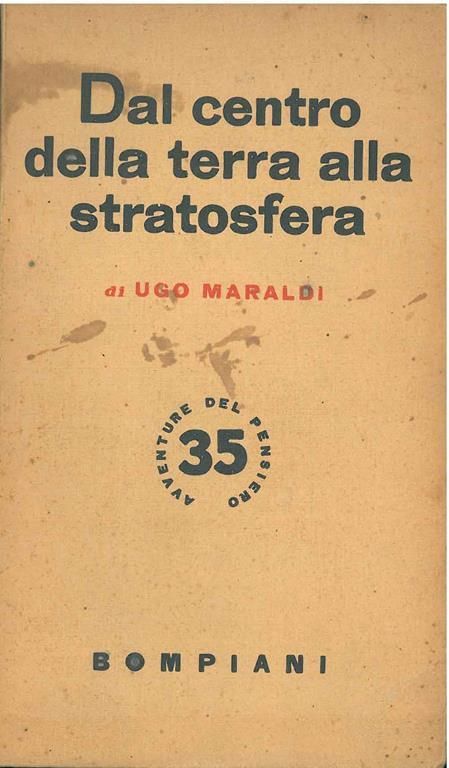 Dal centro
della terra alla
stratosfera
di UGO MARALDI
AVVENTURE DEL PENSIERO
35
BOMPIANI